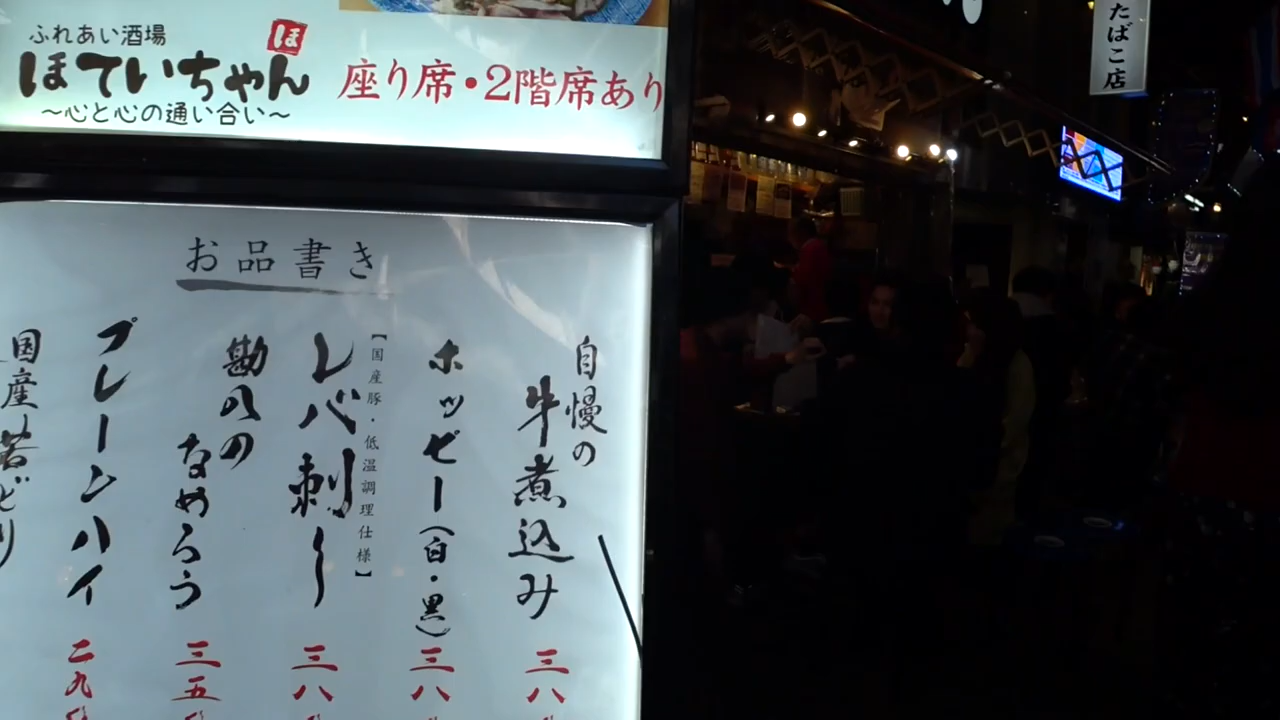 ふれあい酒場
ほ
ほていちゃん
〜心と心の通い合い〜
座り席・2階席あり
たばこ店
お品書き
自慢の
牛煮込み 三八
ホッピー(白・黒) 三八
【国産豚・低温調理仕様】
レバ刺し 三八
勘八の
なめろう 三五
プレーンハイ 二九
国産若どり